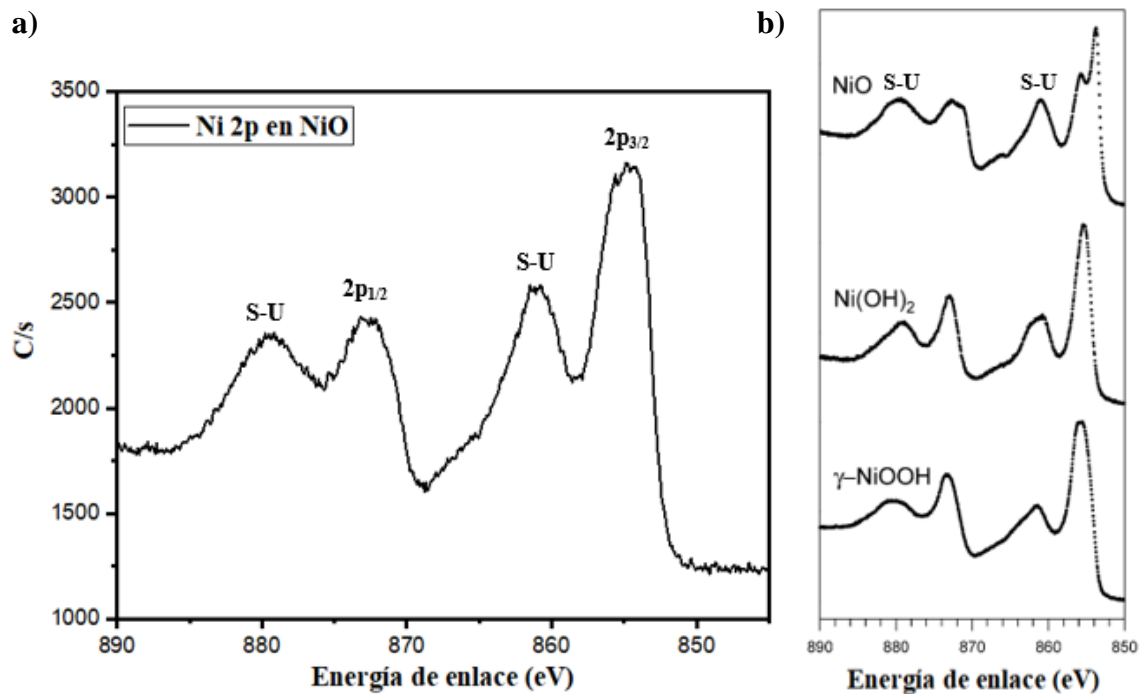 a)
Ni 2p en NiO
3500
3000
2500
2000
1500
1000
C/s
S-U
2p1/2
S-U
2p3/2
890
880
870
860
850
Energía de enlace (eV)
b)
NiO
S-U
S-U
Ni(OH)2
γ–NiOOH
890
880
870
860
850
Energía de enlace (eV)